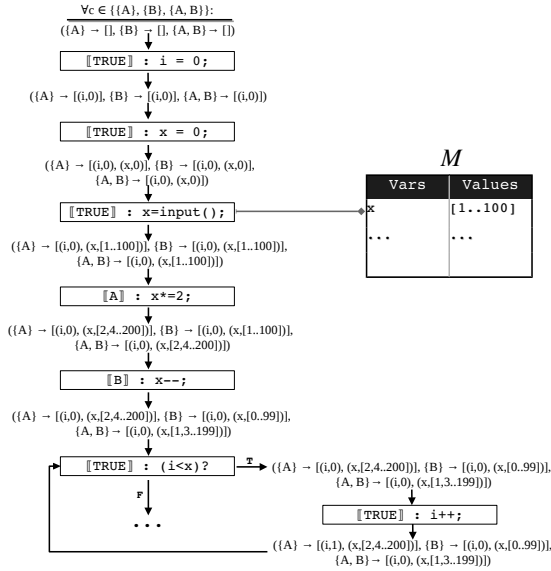 ∀c ∈ {{A}, {B}, {A, B}}:
({A} → [], {B} → [], {A, B}→ [])
⟦TRUE⟧ : i = 0;
({A} → [(i,0)], {B} → [(i,0)], {A, B}→ [(i,0)])
⟦TRUE⟧ : x = 0;
({A} → [(i,0), (x,0)], {B} → [(i,0), (x,0)],
{A, B}→ [(i,0), (x,0)])
⟦TRUE⟧ : x=input();
M
Vars Values
x [1..100]
... ...
({A} → [(i,0), (x,[1..100])], {B} → [(i,0), (x,[1..100])],
{A, B}→ [(i,0), (x,[1..100])])
⟦A⟧ : x*=2;
({A} → [(i,0), (x,[2,4..200])], {B} → [(i,0), (x,[1..100])],
{A, B}→ [(i,0), (x,[2,4..200])])
⟦B⟧ : x--;
({A} → [(i,0), (x,[2,4..200])], {B} → [(i,0), (x,[0..99])],
{A, B}→ [(i,0), (x,[1,3..199])])
⟦TRUE⟧ : (i<x)?
T
({A} → [(i,0), (x,[2,4..200])], {B} → [(i,0), (x,[0..99])],
{A, B}→ [(i,0), (x,[1,3..199])])
F
...
⟦TRUE⟧ : i++;
({A} → [(i,1), (x,[2,4..200])], {B} → [(i,0), (x,[0..99])],
{A, B}→ [(i,0), (x,[1,3..199])])